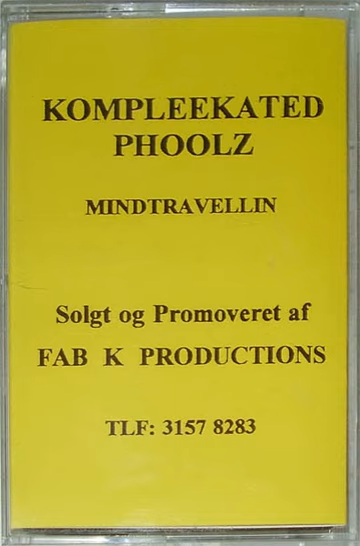 KOMPLEEKATED
PHOOLZ
MINDTRAVELLIN
Solgt og Promoveret af
FAB K PRODUCTIONS
TLF: 3157 8283